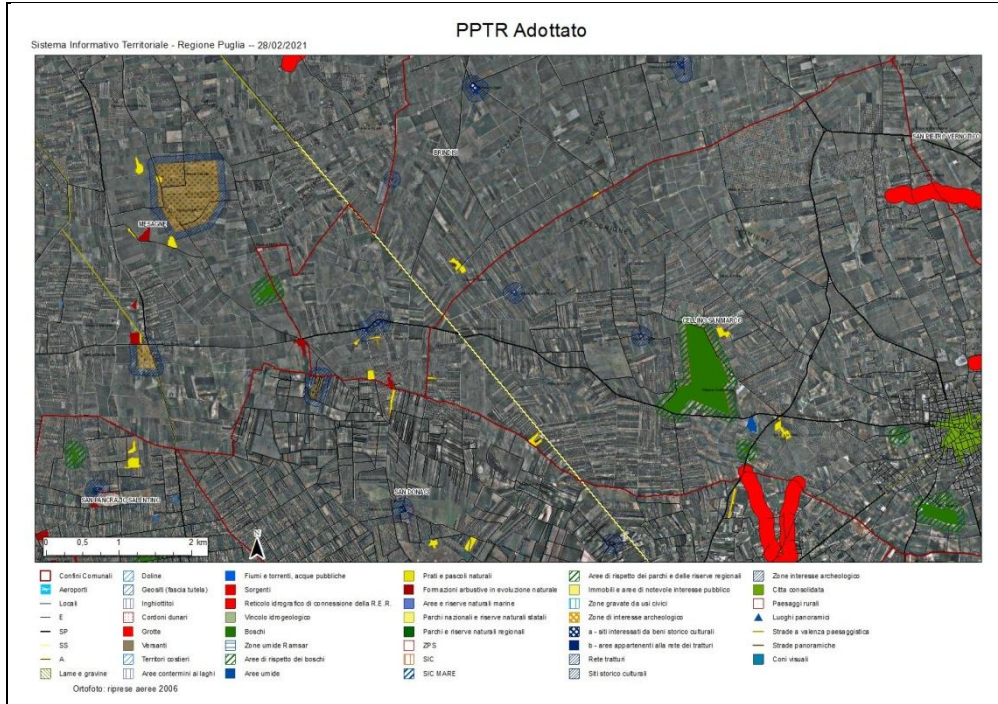 PPTR Adottato
Sistema Informativo Territoriale - Regione Puglia -- 28/02/2021
SAN PIETRO VERNOTICO
BRINDISI
MESAGNE
CELLINO SAN MARCO
SAN PANCRAZIO SALENTINO
SAN DONACI
N
0 0,5 1 2 km
Confini Comunali
Aeroporti
Locali
E
SP
SS
A
Lame e gravine
Doline
Geositi (fascia tutela)
Inghiottitoi
Cordoni dunari
Grotte
Versanti
Territori costieri
Aree contermini ai laghi
Fiumi e torrenti, acque pubbliche
Sorgenti
Reticolo idrografico di connessione della R.E.R.
Vincolo idrogeologico
Boschi
Zone umide Ramsar
Aree di rispetto dei boschi
Aree umide
Prati e pascoli naturali
Formazioni arbustive in evoluzione naturale
Aree e riserve naturali marine
Parchi nazionali e riserve naturali statali
Parchi e riserve naturali regionali
ZPS
SIC
SIC MARE
Aree di rispetto dei parchi e delle riserve regionali
Immobili e aree di notevole interesse pubblico
Zone gravate da usi civici
Zone di interesse archeologico
a - siti interessati da beni storico culturali
b - aree appartenenti alla rete dei tratturi
Rete tratturi
Siti storico culturali
Zone interesse archeologico
Citta consolidata
Paesaggi rurali
Luoghi panoramici
Strade a valenza paesaggistica
Strade panoramiche
Coni visuali
Ortofoto: riprese aeree 2006